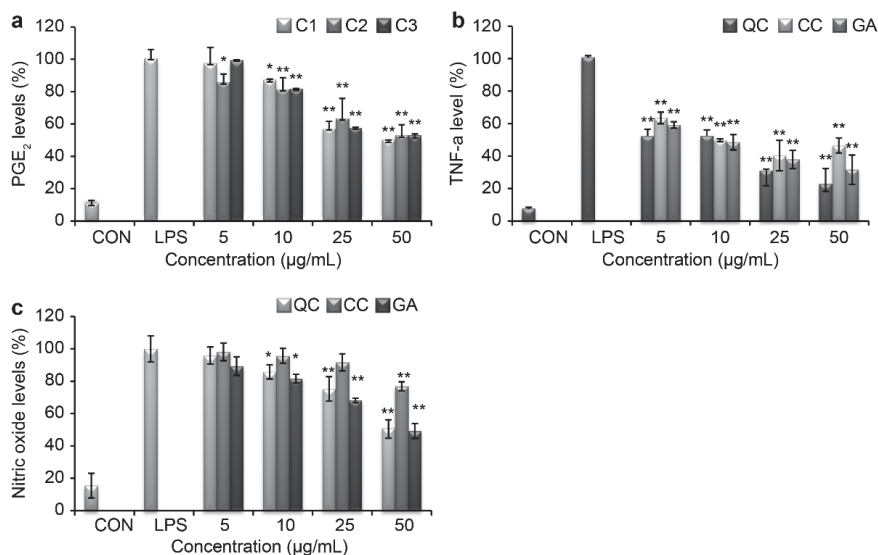 a
C1 C2 C3
PGE2 levels (%)
120
100
80
60
40
20
0
* * ** ** ** ** ** ** ** **
CON LPS 5 10 25 50
Concentration (µg/mL)
b
QC CC GA
TNF-a level (%)
120
100
80
60
40
20
0
** ** ** ** ** ** ** ** ** ** ** **
CON LPS 5 10 25 50
Concentration (µg/mL)
c
QC CC GA
Nitric oxide levels (%)
120
100
80
60
40
20
0
* * ** ** ** ** **
CON LPS 5 10 25 50
Concentration (µg/mL)